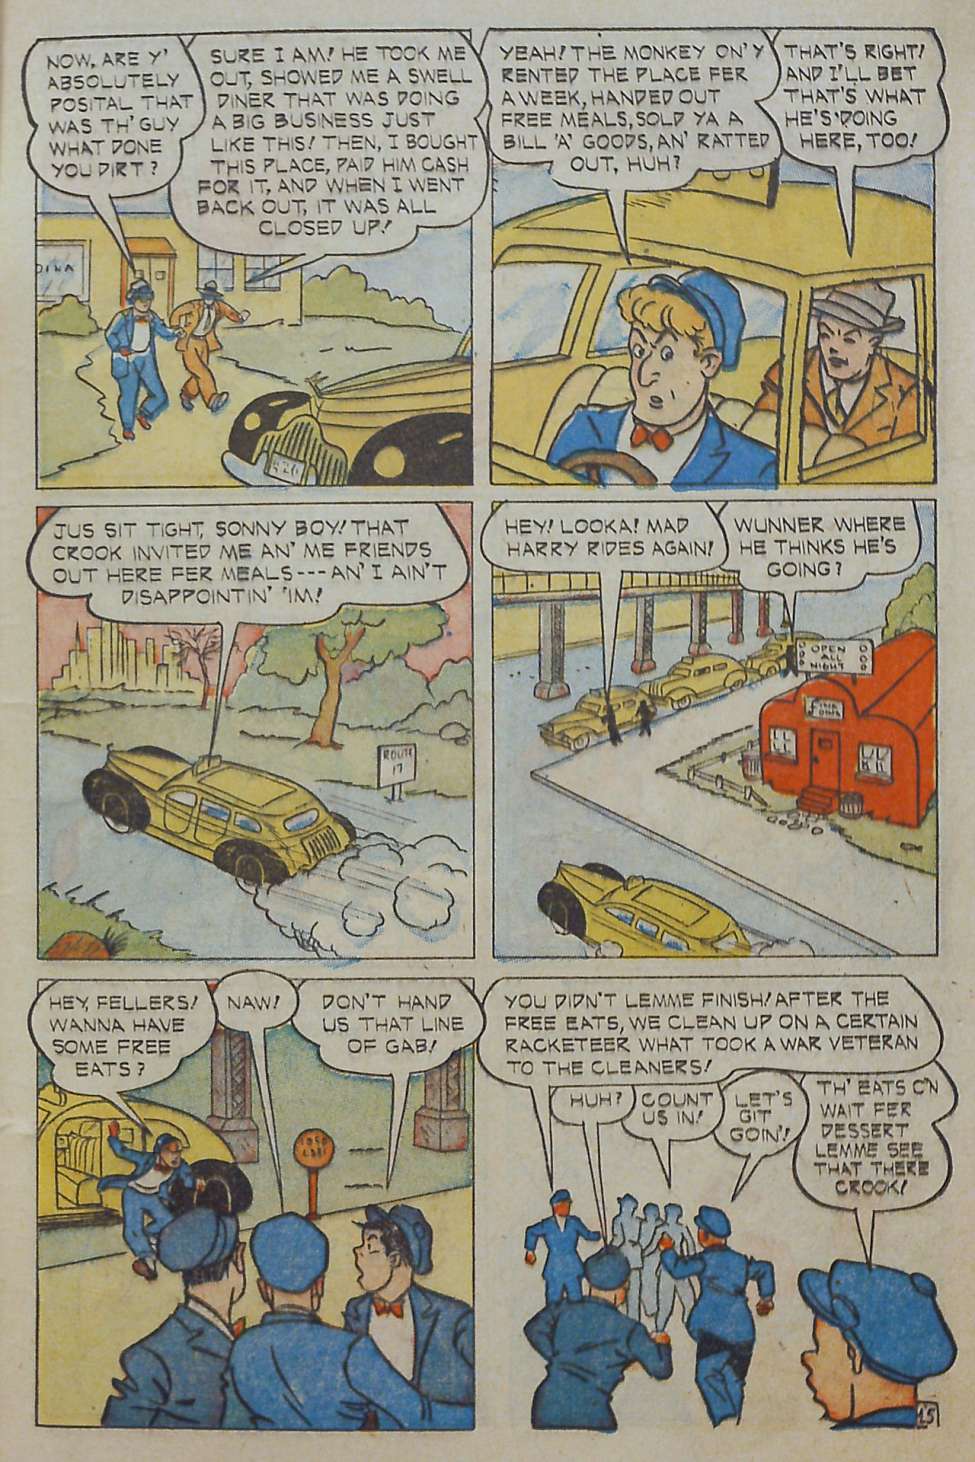 NOW, ARE Y'
ABSOLUTELY
POSITAL THAT
WAS TH' GUY
WHAT DONE
YOU DIRT?
SURE I AM! HE TOOK ME
OUT, SHOWED ME A SWELL
DINER THAT WAS DOING
A BIG BUSINESS JUST
LIKE THIS! THEN, I BOUGHT
THIS PLACE, PAID HIM CASH
FOR IT, AND WHEN I WENT
BACK OUT, IT WAS ALL
CLOSED UP!
DINA
YEAH! THE MONKEY ON'Y
RENTED THE PLACE FER
A WEEK, HANDED OUT
FREE MEALS, SOLD YA A
BILL 'A' GOODS, AN' RATTED
OUT, HUH?
THAT'S RIGHT!
AND I'LL BET
THAT'S WHAT
HE'S DOING
HERE, TOO!
JUS SIT TIGHT, SONNY BOY! THAT
CROOK INVITED ME AN' ME FRIENDS
OUT HERE FER MEALS---AN' I AIN'T
DISAPPOINTIN' 'IM!
ROUTE
17
HEY! LOOKA! MAD
HARRY RIDES AGAIN!
WUNNER WHERE
HE THINKS HE'S
GOING?
OPEN
ALL
NIGHT
HEY, FELLERS!
WANNA HAVE
SOME FREE
EATS?
NAW!
DON'T HAND
US THAT LINE
OF GAB!
YOU DIDN'T LEMME FINISH! AFTER THE
FREE EATS, WE CLEAN UP ON A CERTAIN
RACKETEER WHAT TOOK A WAR VETERAN
TO THE CLEANERS!
HUH?
COUNT
US IN!
LET'S
GIT
GOIN'!
TH' EATS C'N
WAIT FER
DESSERT
LEMME SEE
THAT THERE
CROOK!
15